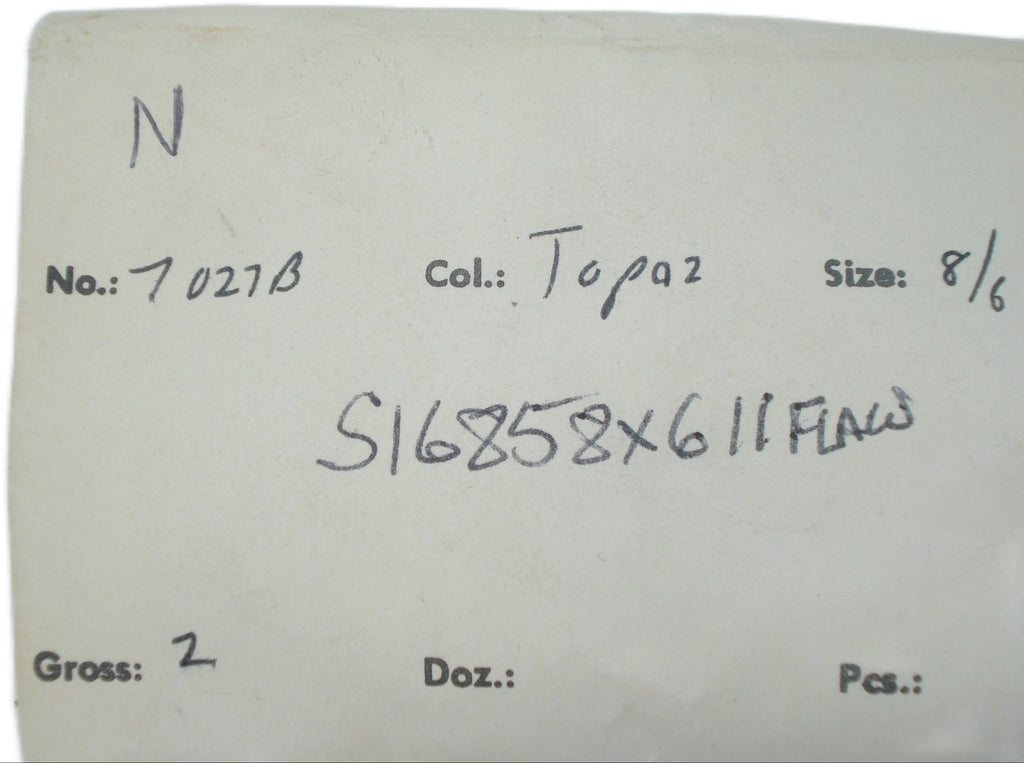 N
No.: 7027B Col.: Topaz Size: 8/6
S16858x611FLAW
Gross: 2 Doz.: Pcs.: